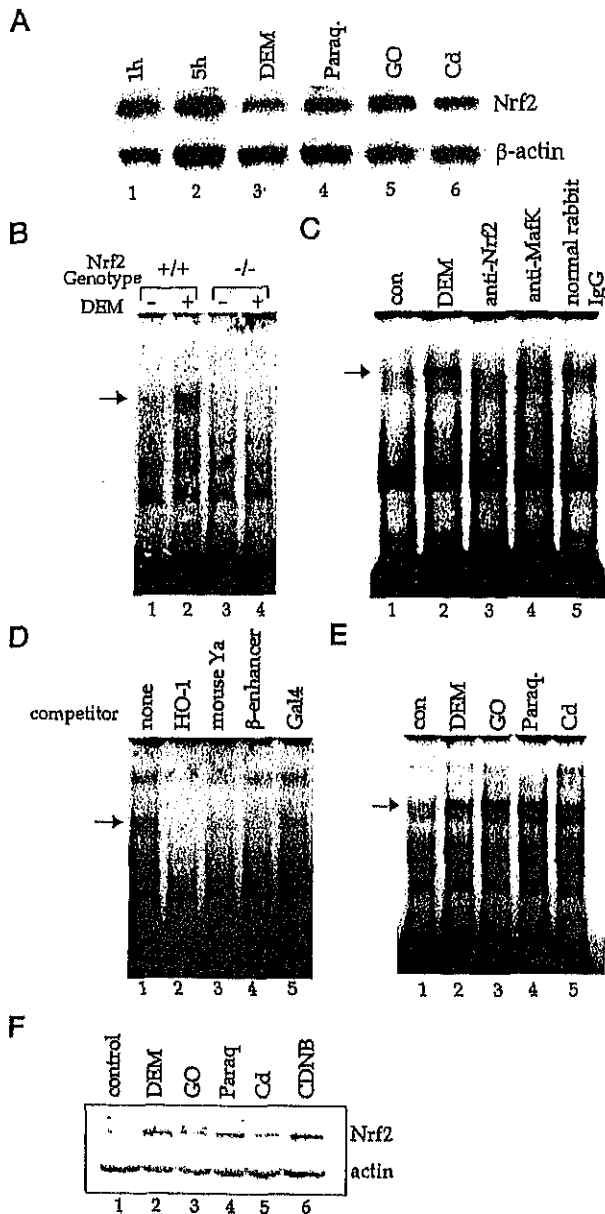 A
1h 5h DEM Paraq. GO Cd
Nrf2
β-actin
1 2 3 4 5 6
B
Nrf2 +/+ -/-
Genotype
DEM - + - +
1 2 3 4
C
con DEM anti-Nrf2 anti-MafK normal rabbit
IgG
1 2 3 4 5
D
competitor none HO-1 mouse Ya β-enhancer Gal4
1 2 3 4 5
E
con DEM GO Paraq. Cd
1 2 3 4 5
F
control DEM GO Paraq Cd CDNB
Nrf2
actin
1 2 3 4 5 6